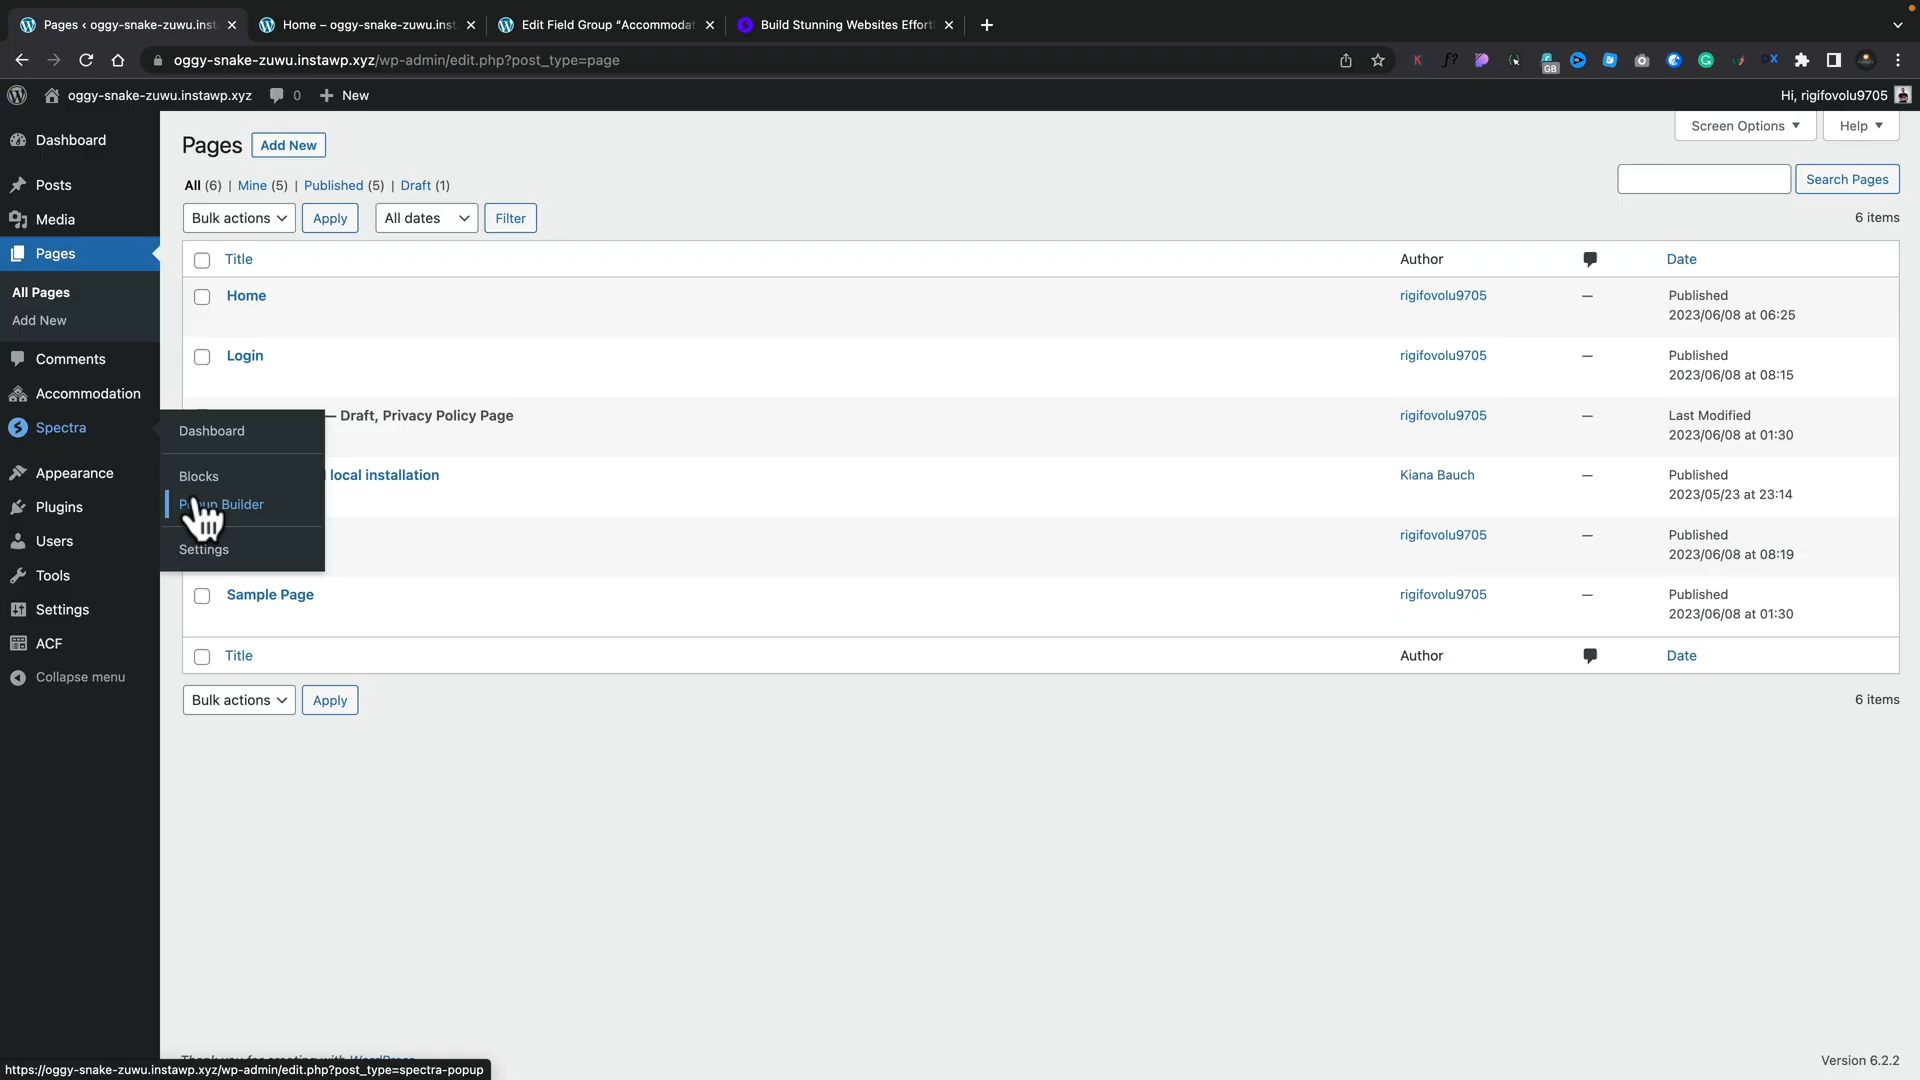 Pages ‹ oggy-snake-zuwu.inst
Home – oggy-snake-zuwu.inst
Edit Field Group “Accommodat
Build Stunning Websites Effort
oggy-snake-zuwu.instawp.xyz/wp-admin/edit.php?post_type=page
GB
oggy-snake-zuwu.instawp.xyz
0
New
Hi, rigifovolu9705
Dashboard
Posts
Media
Pages
All Pages
Add New
Comments
Accommodation
Spectra
Appearance
Plugins
Users
Tools
Settings
ACF
Collapse menu
Dashboard
Blocks
Builder
Settings
Pages
Add New
Screen Options
Help
All (6) | Mine (5) | Published (5) | Draft (1)
Search Pages
Bulk actions
Apply
All dates
Filter
6 items
Title
Author
Date
Home
rigifovolu9705
—
Published
2023/06/08 at 06:25
Login
rigifovolu9705
—
Published
2023/06/08 at 08:15
— Draft, Privacy Policy Page
rigifovolu9705
—
Last Modified
2023/06/08 at 01:30
local installation
Kiana Bauch
—
Published
2023/05/23 at 23:14
rigifovolu9705
—
Published
2023/06/08 at 08:19
Sample Page
rigifovolu9705
—
Published
2023/06/08 at 01:30
Title
Author
Date
Bulk actions
Apply
6 items
Version 6.2.2
https://oggy-snake-zuwu.instawp.xyz/wp-admin/edit.php?post_type=spectra-popup